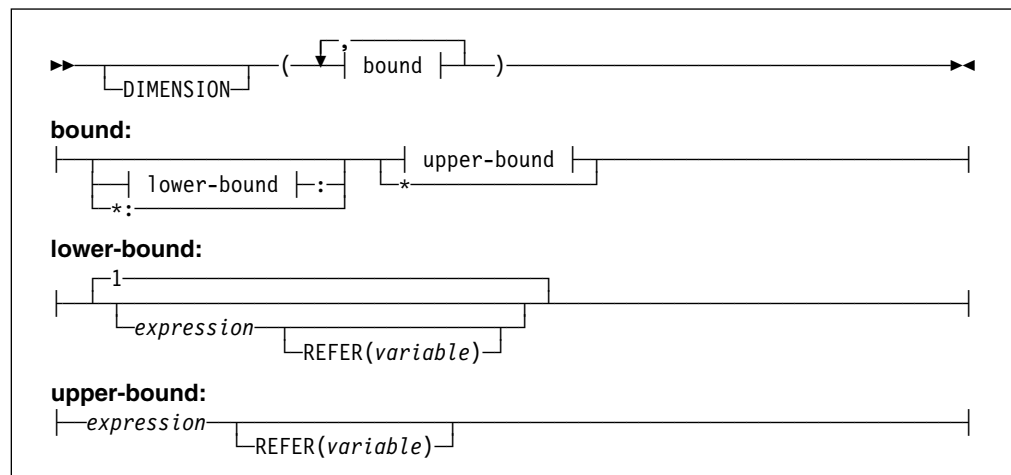 ,
( bound )
DIMENSION
bound:
upper-bound
lower-bound : *
*:
lower-bound:
1
expression
REFER(variable)
upper-bound:
expression
REFER(variable)